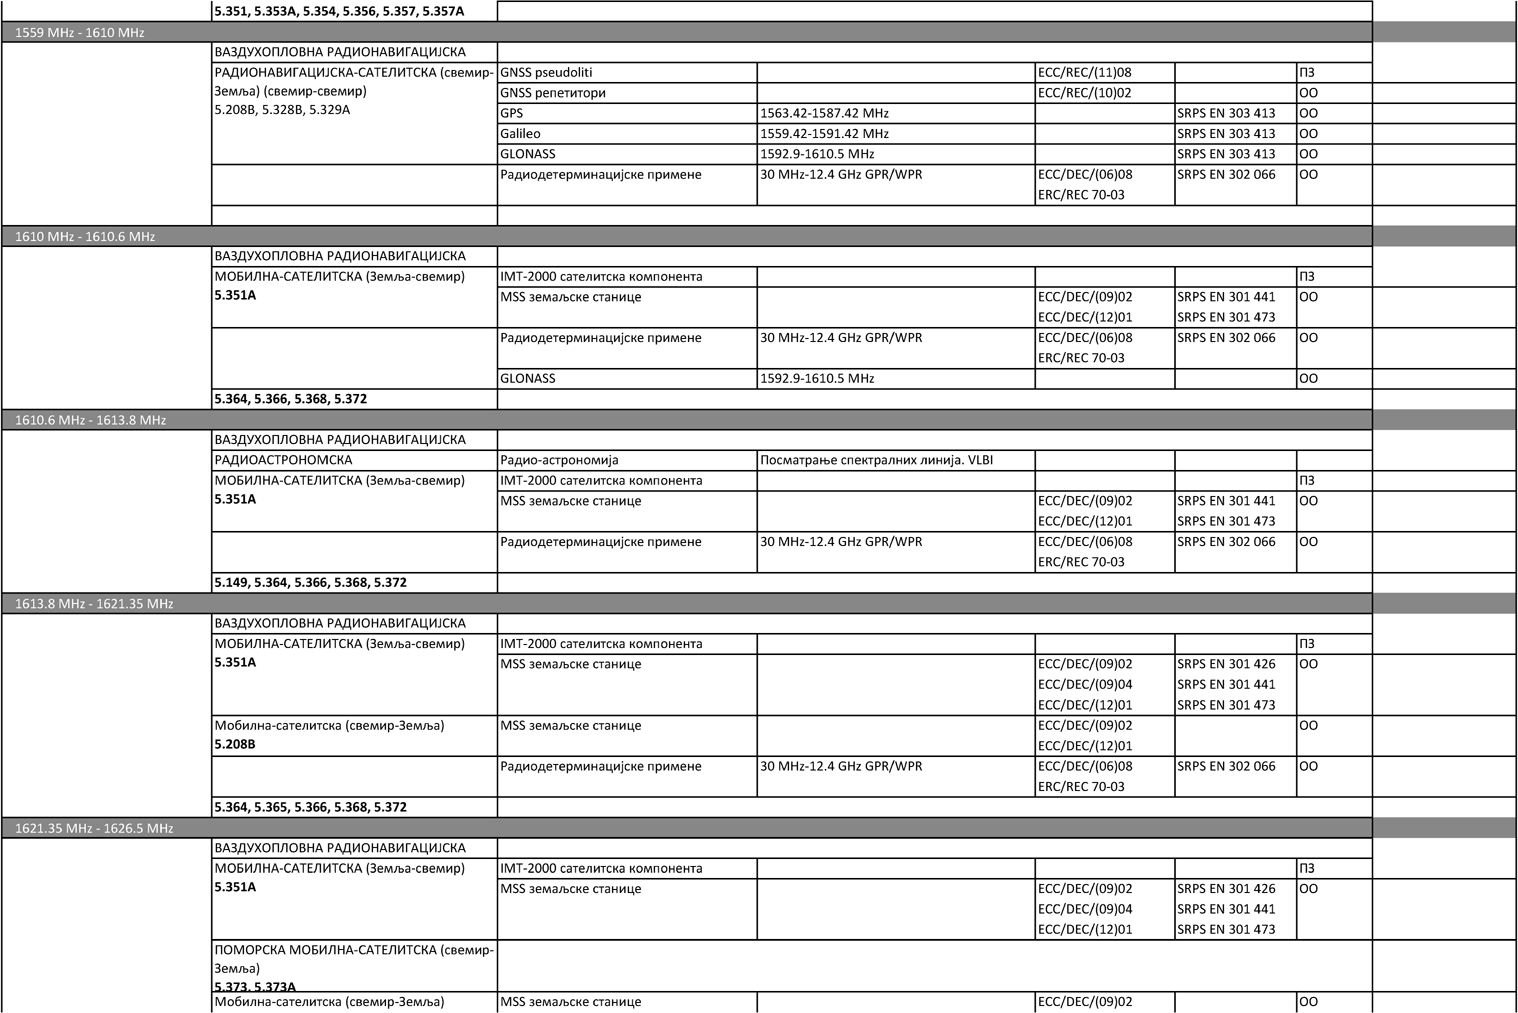 5.351, 5.353A, 5.354, 5.356, 5.357, 5.357A
1559 MHz - 1610 MHz
ВАЗДУХОПЛОВНА РАДИОНАВИГАЦИЈСКА
РАДИОНАВИГАЦИЈСКА-САТЕЛИТСКА (свемир-Земља) (свемир-свемир)
5.208B, 5.328B, 5.329A
GNSS pseudoliti ECC/REC/(11)08 ПЗ
GNSS репетитори ECC/REC/(10)02 ОО
GPS 1563.42-1587.42 MHz SRPS EN 303 413 ОО
Galileo 1559.42-1591.42 MHz SRPS EN 303 413 ОО
GLONASS 1592.9-1610.5 MHz SRPS EN 303 413 ОО
Радиодетерминацијске примене 30 MHz-12.4 GHz GPR/WPR ECC/DEC/(06)08 SRPS EN 302 066 ОО
ERC/REC 70-03
1610 MHz - 1610.6 MHz
ВАЗДУХОПЛОВНА РАДИОНАВИГАЦИЈСКА
МОБИЛНА-САТЕЛИТСКА (Земља-свемир) IMT-2000 сателитска компонента ПЗ
5.351A MSS земаљске станице ECC/DEC/(09)02 SRPS EN 301 441 ОО
ECC/DEC/(12)01 SRPS EN 301 473
Радиодетерминацијске примене 30 MHz-12.4 GHz GPR/WPR ECC/DEC/(06)08 SRPS EN 302 066 ОО
ERC/REC 70-03
GLONASS 1592.9-1610.5 MHz ОО
5.364, 5.366, 5.368, 5.372
1610.6 MHz - 1613.8 MHz
ВАЗДУХОПЛОВНА РАДИОНАВИГАЦИЈСКА
РАДИОАСТРОНОМСКА Радио-астрономија Посматрање спектралних линија. VLBI
МОБИЛНА-САТЕЛИТСКА (Земља-свемир) IMT-2000 сателитска компонента ПЗ
5.351A MSS земаљске станице ECC/DEC/(09)02 SRPS EN 301 441 ОО
ECC/DEC/(12)01 SRPS EN 301 473
Радиодетерминацијске примене 30 MHz-12.4 GHz GPR/WPR ECC/DEC/(06)08 SRPS EN 302 066 ОО
ERC/REC 70-03
5.149, 5.364, 5.366, 5.368, 5.372
1613.8 MHz - 1621.35 MHz
ВАЗДУХОПЛОВНА РАДИОНАВИГАЦИЈСКА
МОБИЛНА-САТЕЛИТСКА (Земља-свемир) IMT-2000 сателитска компонента ПЗ
5.351A MSS земаљске станице ECC/DEC/(09)02 SRPS EN 301 426 ОО
ECC/DEC/(09)04 SRPS EN 301 441
ECC/DEC/(12)01 SRPS EN 301 473
Мобилна-сателитска (свемир-Земља) MSS земаљске станице ECC/DEC/(09)02 ОО
5.208B ECC/DEC/(12)01
Радиодетерминацијске примене 30 MHz-12.4 GHz GPR/WPR ECC/DEC/(06)08 SRPS EN 302 066 ОО
ERC/REC 70-03
5.364, 5.365, 5.366, 5.368, 5.372
1621.35 MHz - 1626.5 MHz
ВАЗДУХОПЛОВНА РАДИОНАВИГАЦИЈСКА
МОБИЛНА-САТЕЛИТСКА (Земља-свемир) IMT-2000 сателитска компонента ПЗ
5.351A MSS земаљске станице ECC/DEC/(09)02 SRPS EN 301 426 ОО
ECC/DEC/(09)04 SRPS EN 301 441
ECC/DEC/(12)01 SRPS EN 301 473
ПОМОРСКА МОБИЛНА-САТЕЛИТСКА (свемир-
Земља)
5.373, 5.373A
Мобилна-сателитска (свемир-Земља) MSS земаљске станице ECC/DEC/(09)02 ОО